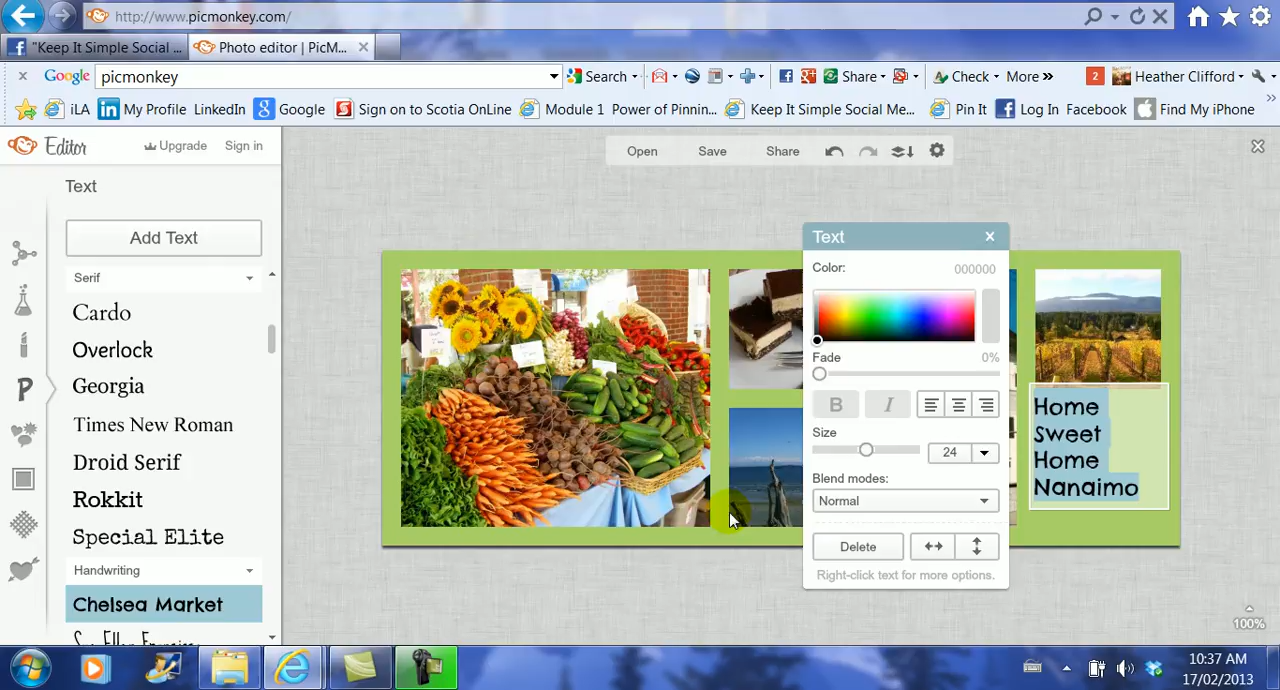 http://www.picmonkey.com/
"Keep It Simple Social ...
Photo editor | PicM...
x Google picmonkey Search Share Check More » 2 Heather Clifford
iLA My Profile LinkedIn Google Sign on to Scotia OnLine Module 1 Power of Pinnin... Keep It Simple Social Me... Pin It Log In Facebook Find My iPhone
Editor Upgrade Sign in
Open Save Share
Text
Add Text
Serif
Cardo
Overlock
Georgia
Times New Roman
Droid Serif
Rokkit
Special Elite
Handwriting
Chelsea Market
Text
Color: 000000
Fade 0%
B I
Size
24
Blend modes:
Normal
Delete
Right-click text for more options.
Home
Sweet
Home
Nanaimo
100%
10:37 AM
17/02/2013